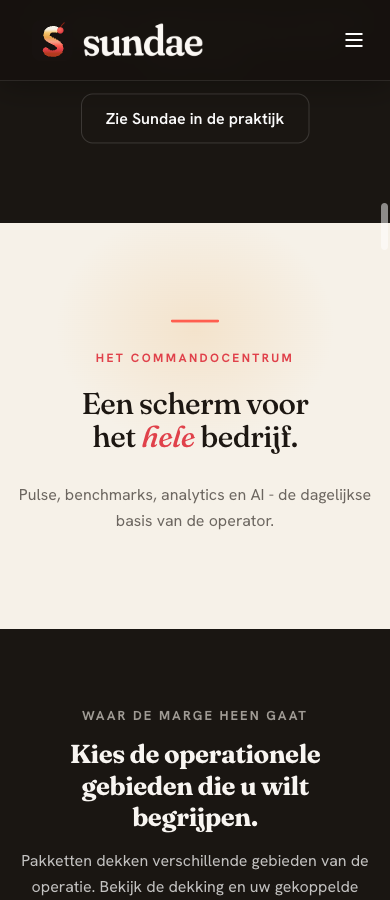 sundae
Zie Sundae in de praktijk
HET COMMANDOCENTRUM
Een scherm voor
het hele bedrijf.
Pulse, benchmarks, analytics en AI - de dagelijkse
basis van de operator.
WAAR DE MARGE HEEN GAAT
Kies de operationele
gebieden die u wilt
begrijpen.
Pakketten dekken verschillende gebieden van de
operatie. Bekijk de dekking en uw gekoppelde